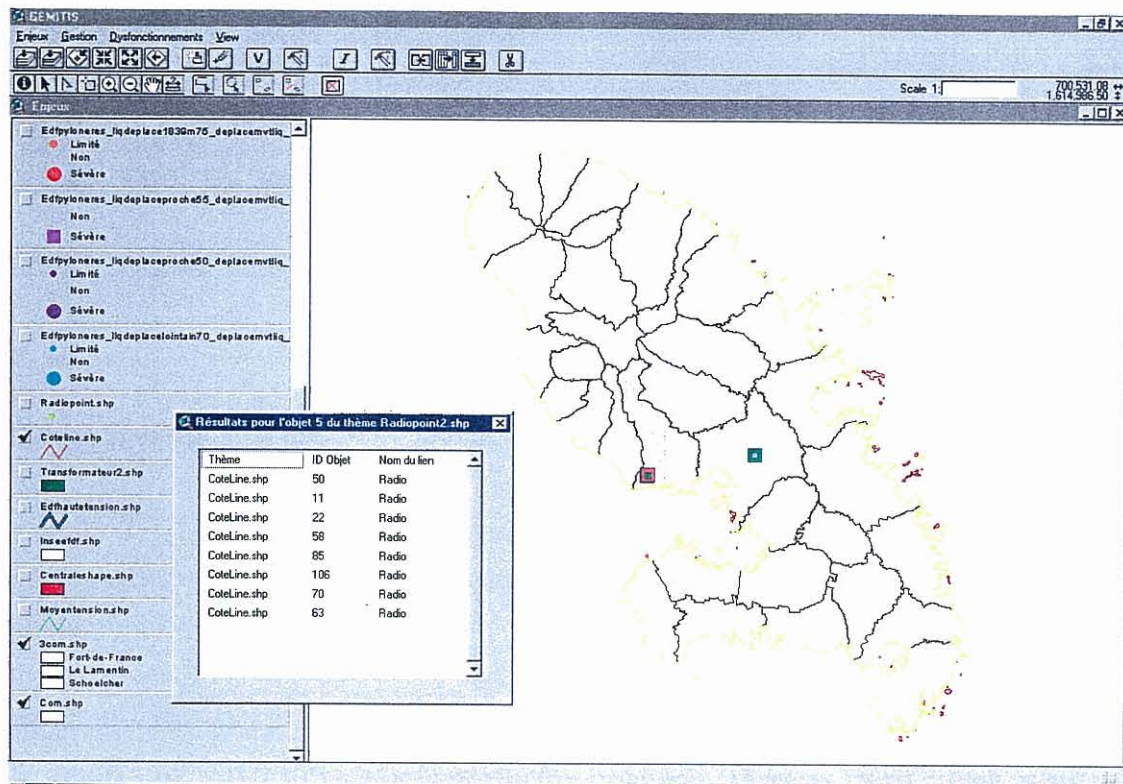 GEMITIS
Enjeux Gestion Dysfonctionnements View
Scale 1:
700,531.08
1,614,986.50
Enjeux
Edfpyloneres_liqdeplace1839m75_deplacemvtliq_
Limité
Non
Sévère
Edfpyloneres_liqdeplaceproche55_deplacemvtliq_
Non
Sévère
Edfpyloneres_liqdeplaceproche50_deplacemvtliq_
Limité
Non
Sévère
Edfpyloneres_liqdeplacelointain70_deplacemvtliq_
Limité
Non
Sévère
Radiopoint.shp
Coteline.shp
Transformateur2.shp
Edfhautetension.shp
Inseefdf.shp
Centraleshape.shp
Moyentension.shp
3com.shp
Fort-de-France
Le Lamentin
Schoelcher
Com.shp
Résultats pour l'objet 5 du thème Radiopoint2.shp
Thème ID Objet Nom du lien
CoteLine.shp 50 Radio
CoteLine.shp 11 Radio
CoteLine.shp 22 Radio
CoteLine.shp 58 Radio
CoteLine.shp 85 Radio
CoteLine.shp 106 Radio
CoteLine.shp 70 Radio
CoteLine.shp 63 Radio